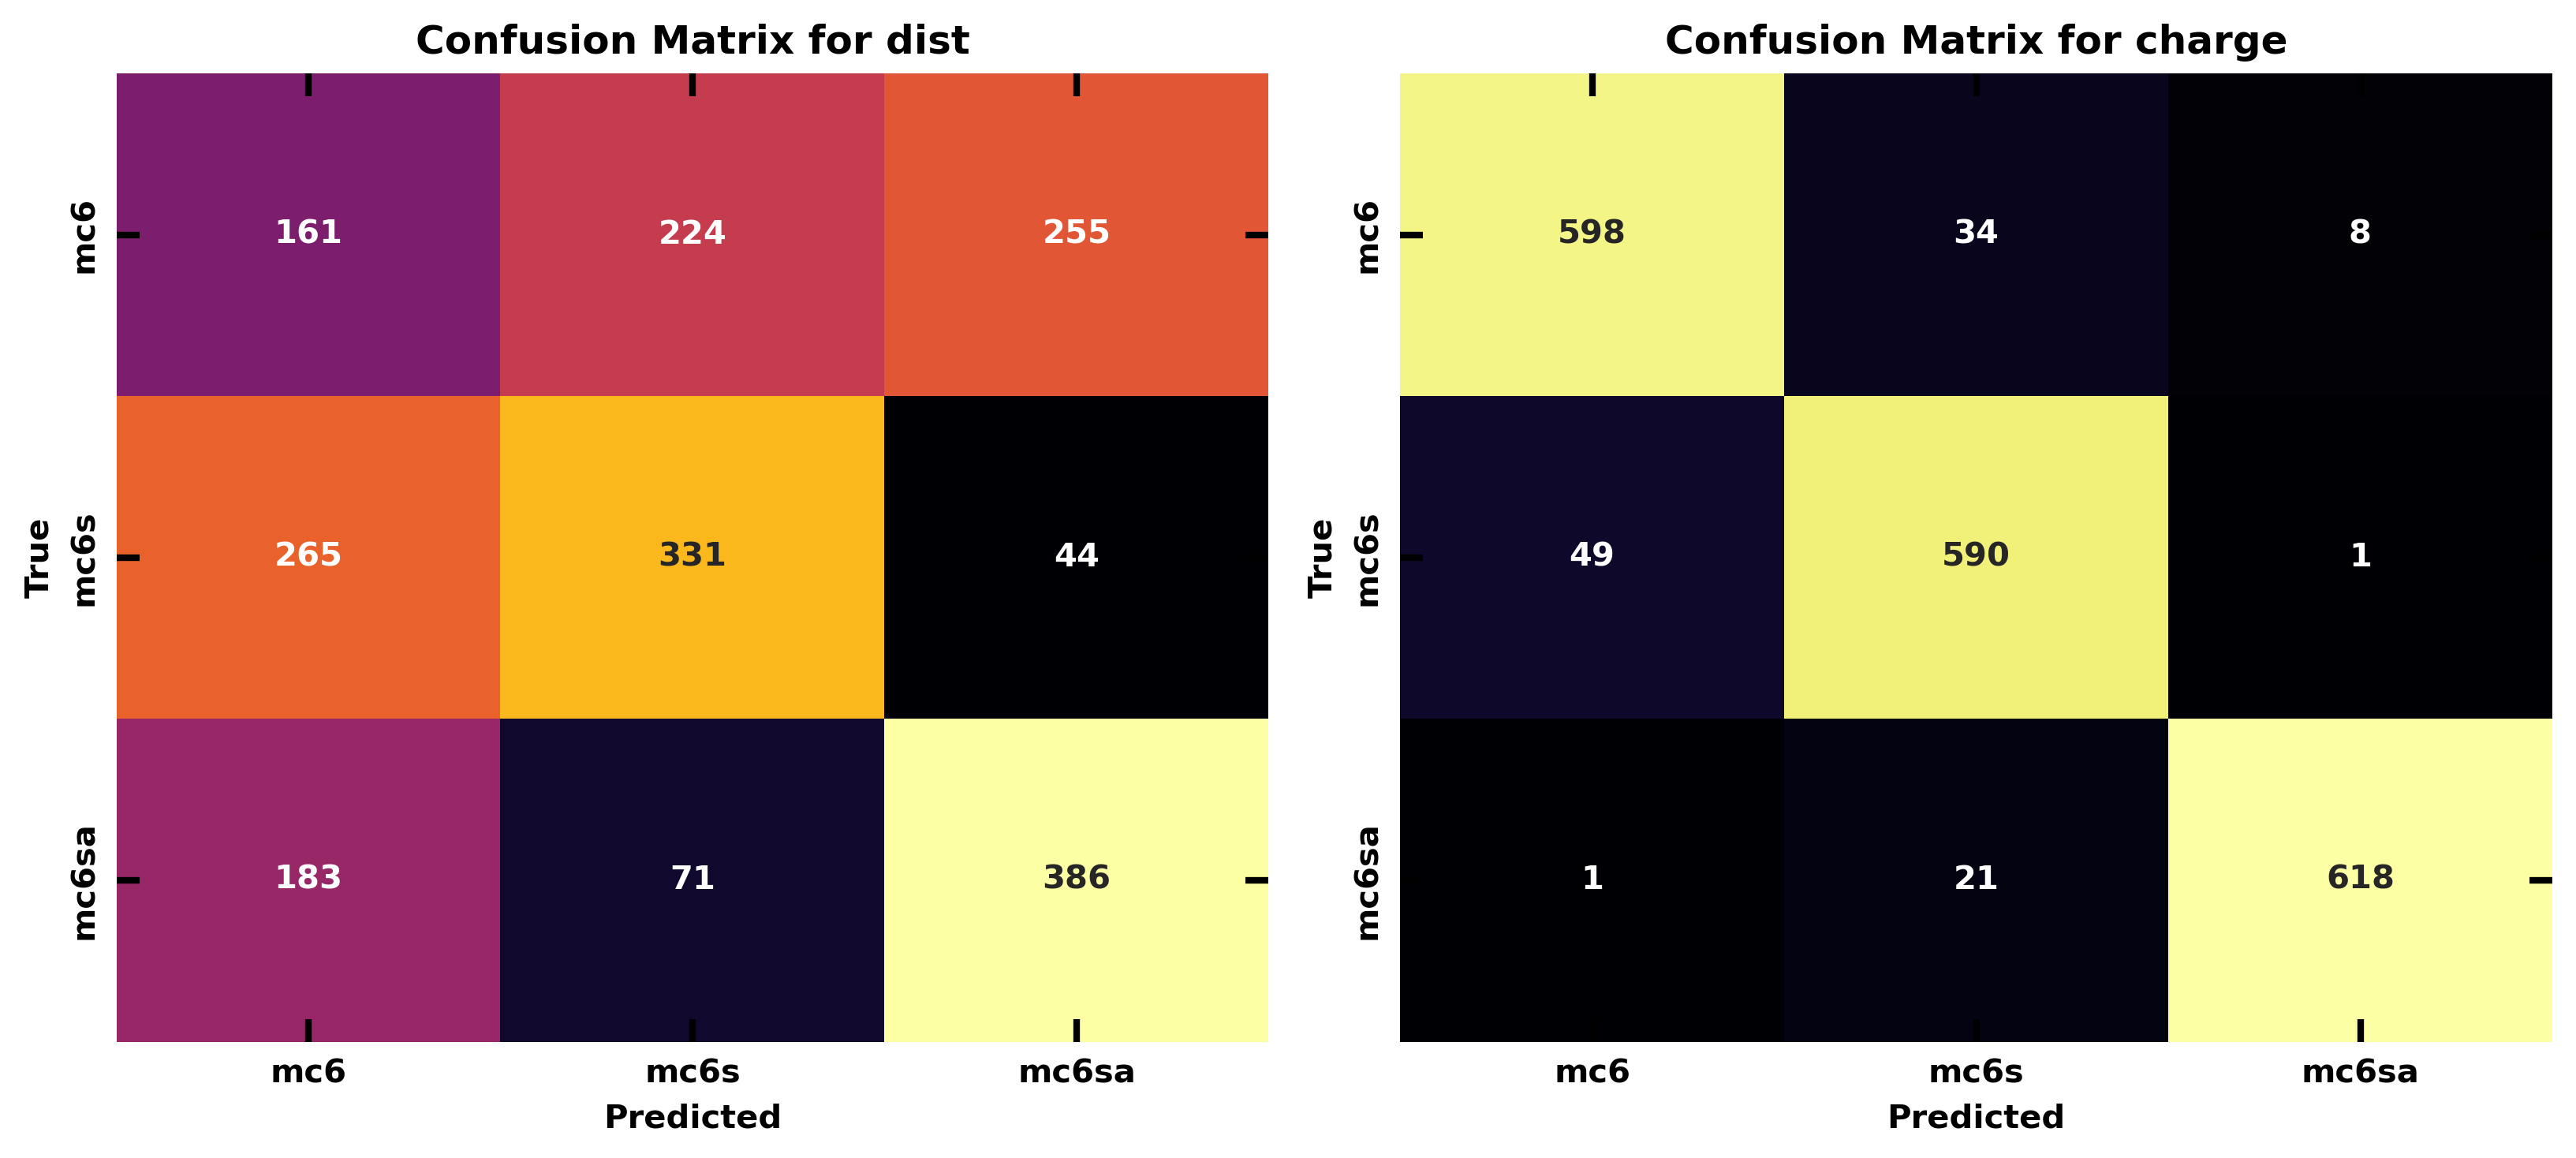 Confusion Matrix for dist
True
mc6
161 224 255
mc6s
265 331 44
mc6sa
183 71 386
mc6 mc6s mc6sa
Predicted
Confusion Matrix for charge
True
mc6
598 34 8
mc6s
49 590 1
mc6sa
1 21 618
mc6 mc6s mc6sa
Predicted